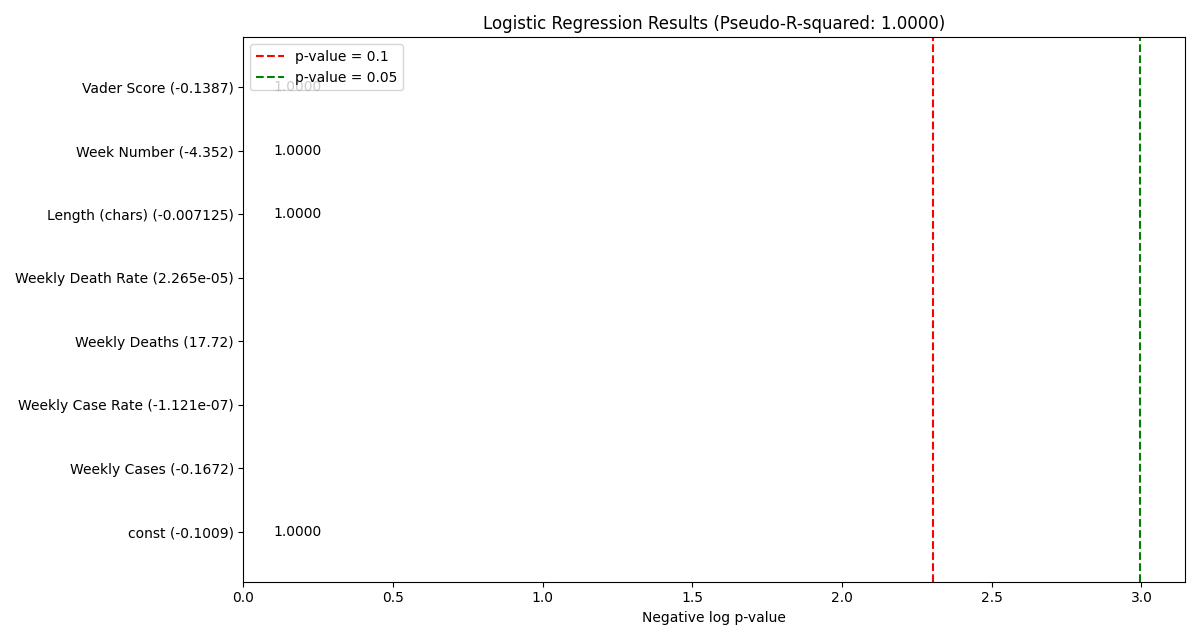 Logistic Regression Results (Pseudo-R-squared: 1.0000)
p-value = 0.1
p-value = 0.05
Vader Score (-0.1387)
1.0000
Week Number (-4.352)
1.0000
Length (chars) (-0.007125)
1.0000
Weekly Death Rate (2.265e-05)
Weekly Deaths (17.72)
Weekly Case Rate (-1.121e-07)
Weekly Cases (-0.1672)
const (-0.1009)
1.0000
0.0
0.5
1.0
1.5
2.0
2.5
3.0
Negative log p-value